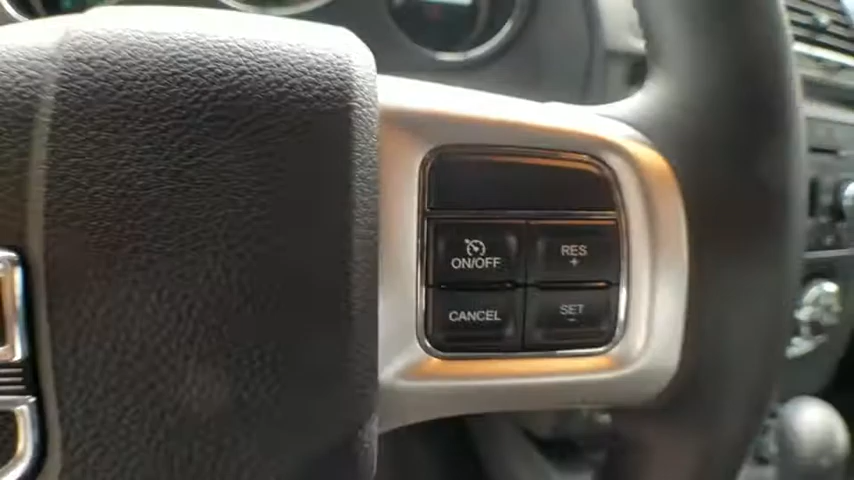 ON/OFF
RES
+
CANCEL
SET
-